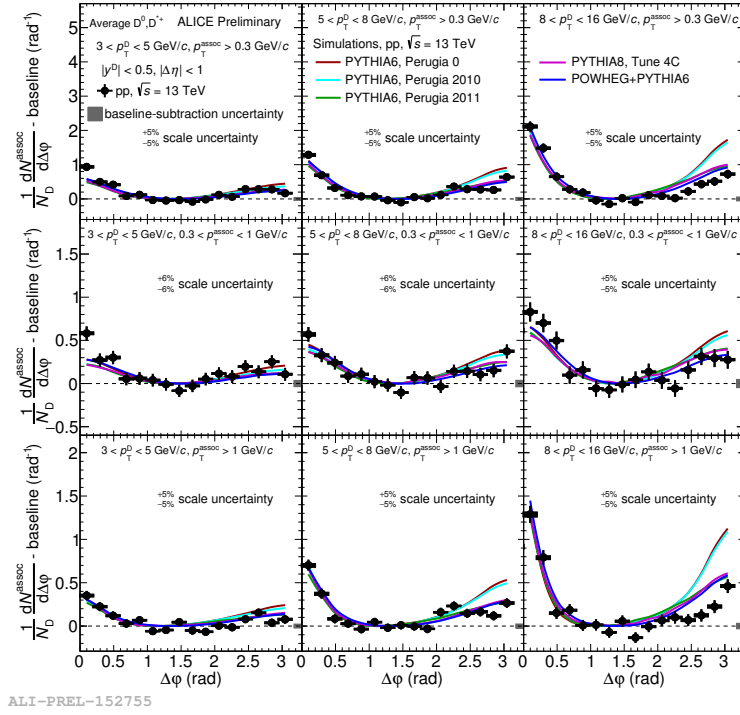 Average D⁰,D*⁺ ALICE Preliminary
3 < p_T^D < 5 GeV/c, p_T^assoc > 0.3 GeV/c
|y^D| < 0.5, |Δη| < 1
pp, √s = 13 TeV
baseline-subtraction uncertainty
+5%
−5% scale uncertainty
5 < p_T^D < 8 GeV/c, p_T^assoc > 0.3 GeV/c
Simulations, pp, √s = 13 TeV
PYTHIA6, Perugia 0
PYTHIA6, Perugia 2010
PYTHIA6, Perugia 2011
+5%
−5% scale uncertainty
8 < p_T^D < 16 GeV/c, p_T^assoc > 0.3 GeV/c
PYTHIA8, Tune 4C
POWHEG+PYTHIA6
+5%
−5% scale uncertainty
1/N_D dN^assoc/dΔφ - baseline (rad⁻¹)
5
4
3
2
1
0
3 < p_T^D < 5 GeV/c, 0.3 < p_T^assoc < 1 GeV/c
+6%
−6% scale uncertainty
5 < p_T^D < 8 GeV/c, 0.3 < p_T^assoc < 1 GeV/c
+6%
−6% scale uncertainty
8 < p_T^D < 16 GeV/c, 0.3 < p_T^assoc < 1 GeV/c
+5%
−5% scale uncertainty
1/N_D dN^assoc/dΔφ - baseline (rad⁻¹)
1.5
1
0.5
0
−0.5
3 < p_T^D < 5 GeV/c, p_T^assoc > 1 GeV/c
+5%
−5% scale uncertainty
5 < p_T^D < 8 GeV/c, p_T^assoc > 1 GeV/c
+5%
−5% scale uncertainty
8 < p_T^D < 16 GeV/c, p_T^assoc > 1 GeV/c
+5%
−5% scale uncertainty
1/N_D dN^assoc/dΔφ - baseline (rad⁻¹)
2
1.5
1
0.5
0
0 0.5 1 1.5 2 2.5 3
0 0.5 1 1.5 2 2.5 3
0 0.5 1 1.5 2 2.5 3
Δφ (rad)
Δφ (rad)
Δφ (rad)
ALI-PREL-152755